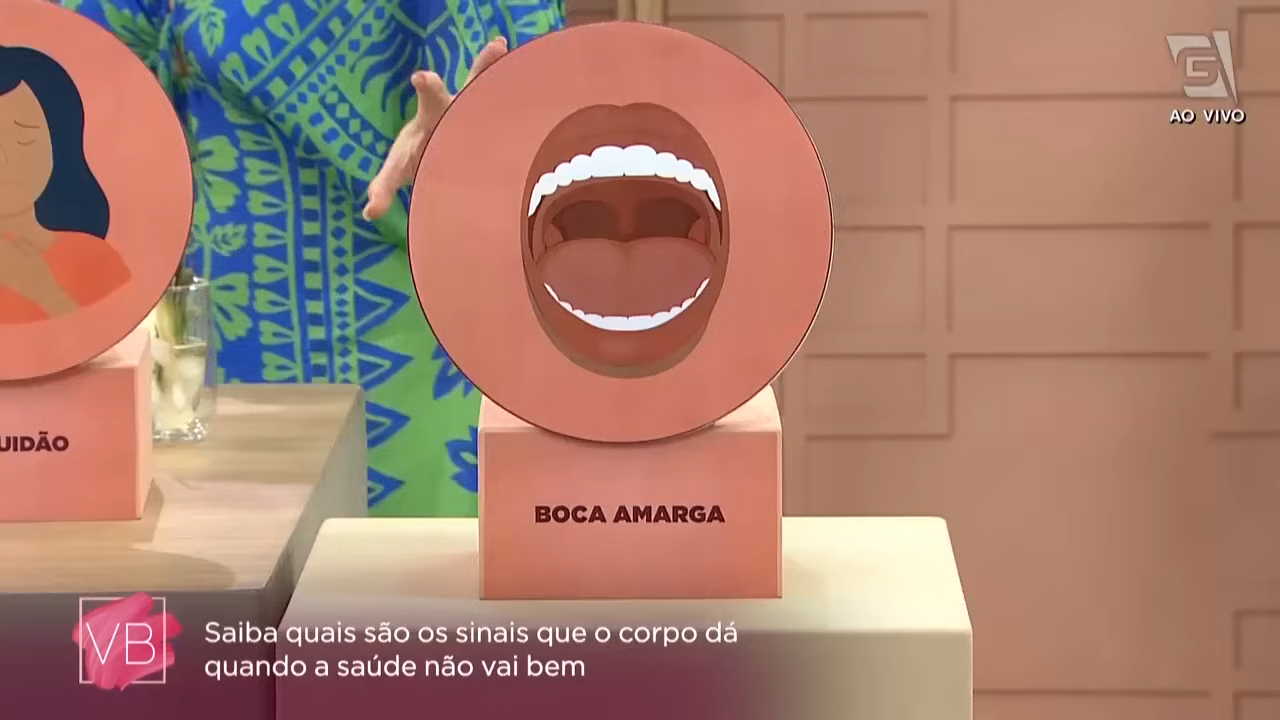 G
AO VIVO
UIDÃO
BOCA AMARGA
VB
Saiba quais são os sinais que o corpo dá
quando a saúde não vai bem